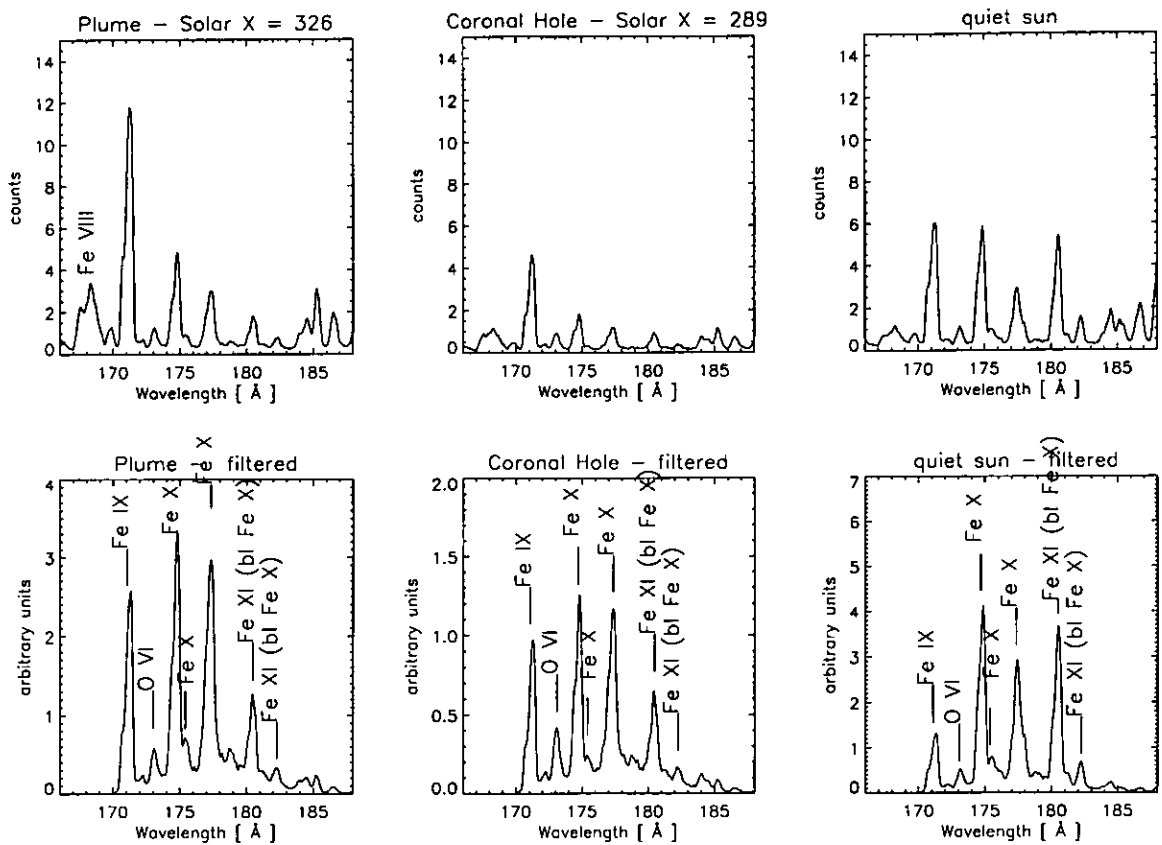 Plume – Solar X = 326
14
12
10
8
6
4
2
0
counts
Fe VIII
170 175 180 185
Wavelength [ Å ]
Coronal Hole – Solar X = 289
14
12
10
8
6
4
2
0
counts
170 175 180 185
Wavelength [ Å ]
quiet sun
14
12
10
8
6
4
2
0
counts
170 175 180 185
Wavelength [ Å ]
Plume – filtered
4
3
2
1
0
arbitrary units
Fe IX
O VI
Fe X
Fe X
Fe X
Fe XI (bl Fe X)
Fe XI (bl Fe X)
170 175 180 185
Wavelength [ Å ]
Coronal Hole – filtered
2.0
1.5
1.0
0.5
0.0
arbitrary units
Fe IX
O VI
Fe X
Fe X
Fe X
Fe XI (bl Fe X)
Fe XI (bl Fe X)
170 175 180 185
Wavelength [ Å ]
quiet sun – filtered
7
6
5
4
3
2
1
0
arbitrary units
Fe IX
O VI
Fe X
Fe X
Fe X
Fe XI (bl Fe X)
Fe XI (bl Fe X)
170 175 180 185
Wavelength [ Å ]